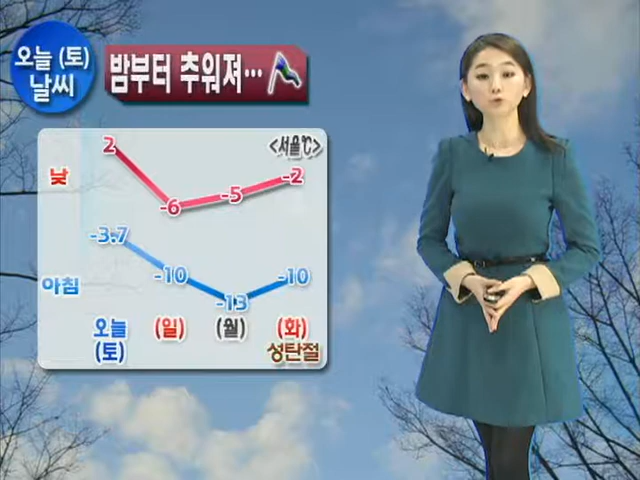 오늘 (토)
날씨
밤부터 추워져…
<서울℃>
낮
2
-6
-5
-2
아침
-3.7
-10
-13
-10
오늘 (일) (월) (화)
(토) 성탄절